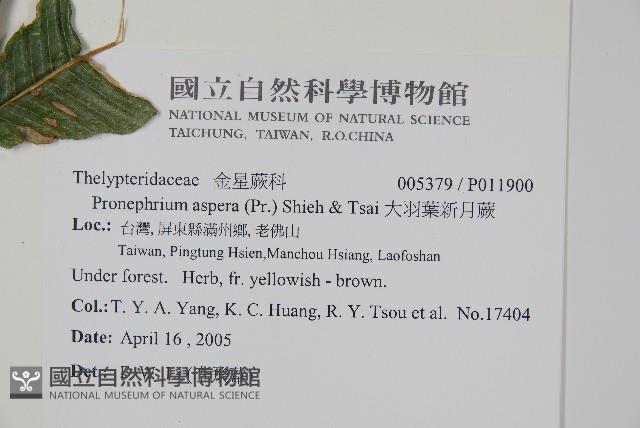 國立自然科學博物館
NATIONAL MUSEUM OF NATURAL SCIENCE
TAICHUNG, TAIWAN, R.O.CHINA
Thelypteridaceae 金星蕨科 005379 / P011900
Pronephrium aspera (Pr.) Shieh & Tsai 大羽葉新月蕨
Loc.: 台灣, 屏東縣滿州鄉, 老佛山
Taiwan, Pingtung Hsien,Manchou Hsiang, Laofoshan
Under forest. Herb, fr. yellowish - brown.
Col.: T. Y. A. Yang, K. C. Huang, R. Y. Tsou et al. No.17404
Date: April 16 , 2005
Det.:
國立自然科學博物館
NATIONAL MUSEUM OF NATURAL SCIENCE